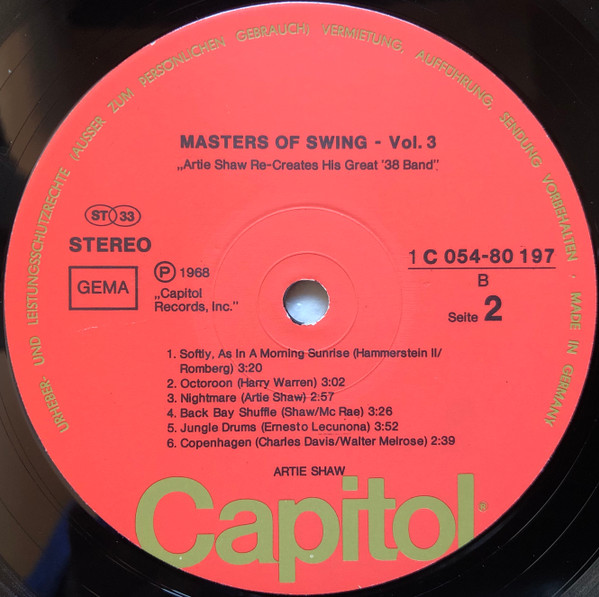 URHEBER- UND LEISTUNGSSCHUTZRECHTE (AUSSER ZUM PERSÖNLICHEN GEBRAUCH) VERMIETUNG, AUFFÜHRUNG, SENDUNG VORBEHALTEN · MADE IN GERMANY
MASTERS OF SWING - Vol. 3
„Artie Shaw Re-Creates His Great '38 Band"
ST 33
STEREO
GEMA
Ⓟ 1968
„Capitol
Records, Inc."
1 C 054-80 197
B
Seite 2
1. Softly, As In A Morning Sunrise (Hammerstein II/
Romberg) 3:20
2. Octoroon (Harry Warren) 3:02
3. Nightmare (Artie Shaw) 2:57
4. Back Bay Shuffle (Shaw/Mc Rae) 3:26
5. Jungle Drums (Ernesto Lecunona) 3:52
6. Copenhagen (Charles Davis/Walter Melrose) 2:39
ARTIE SHAW
Capitol®